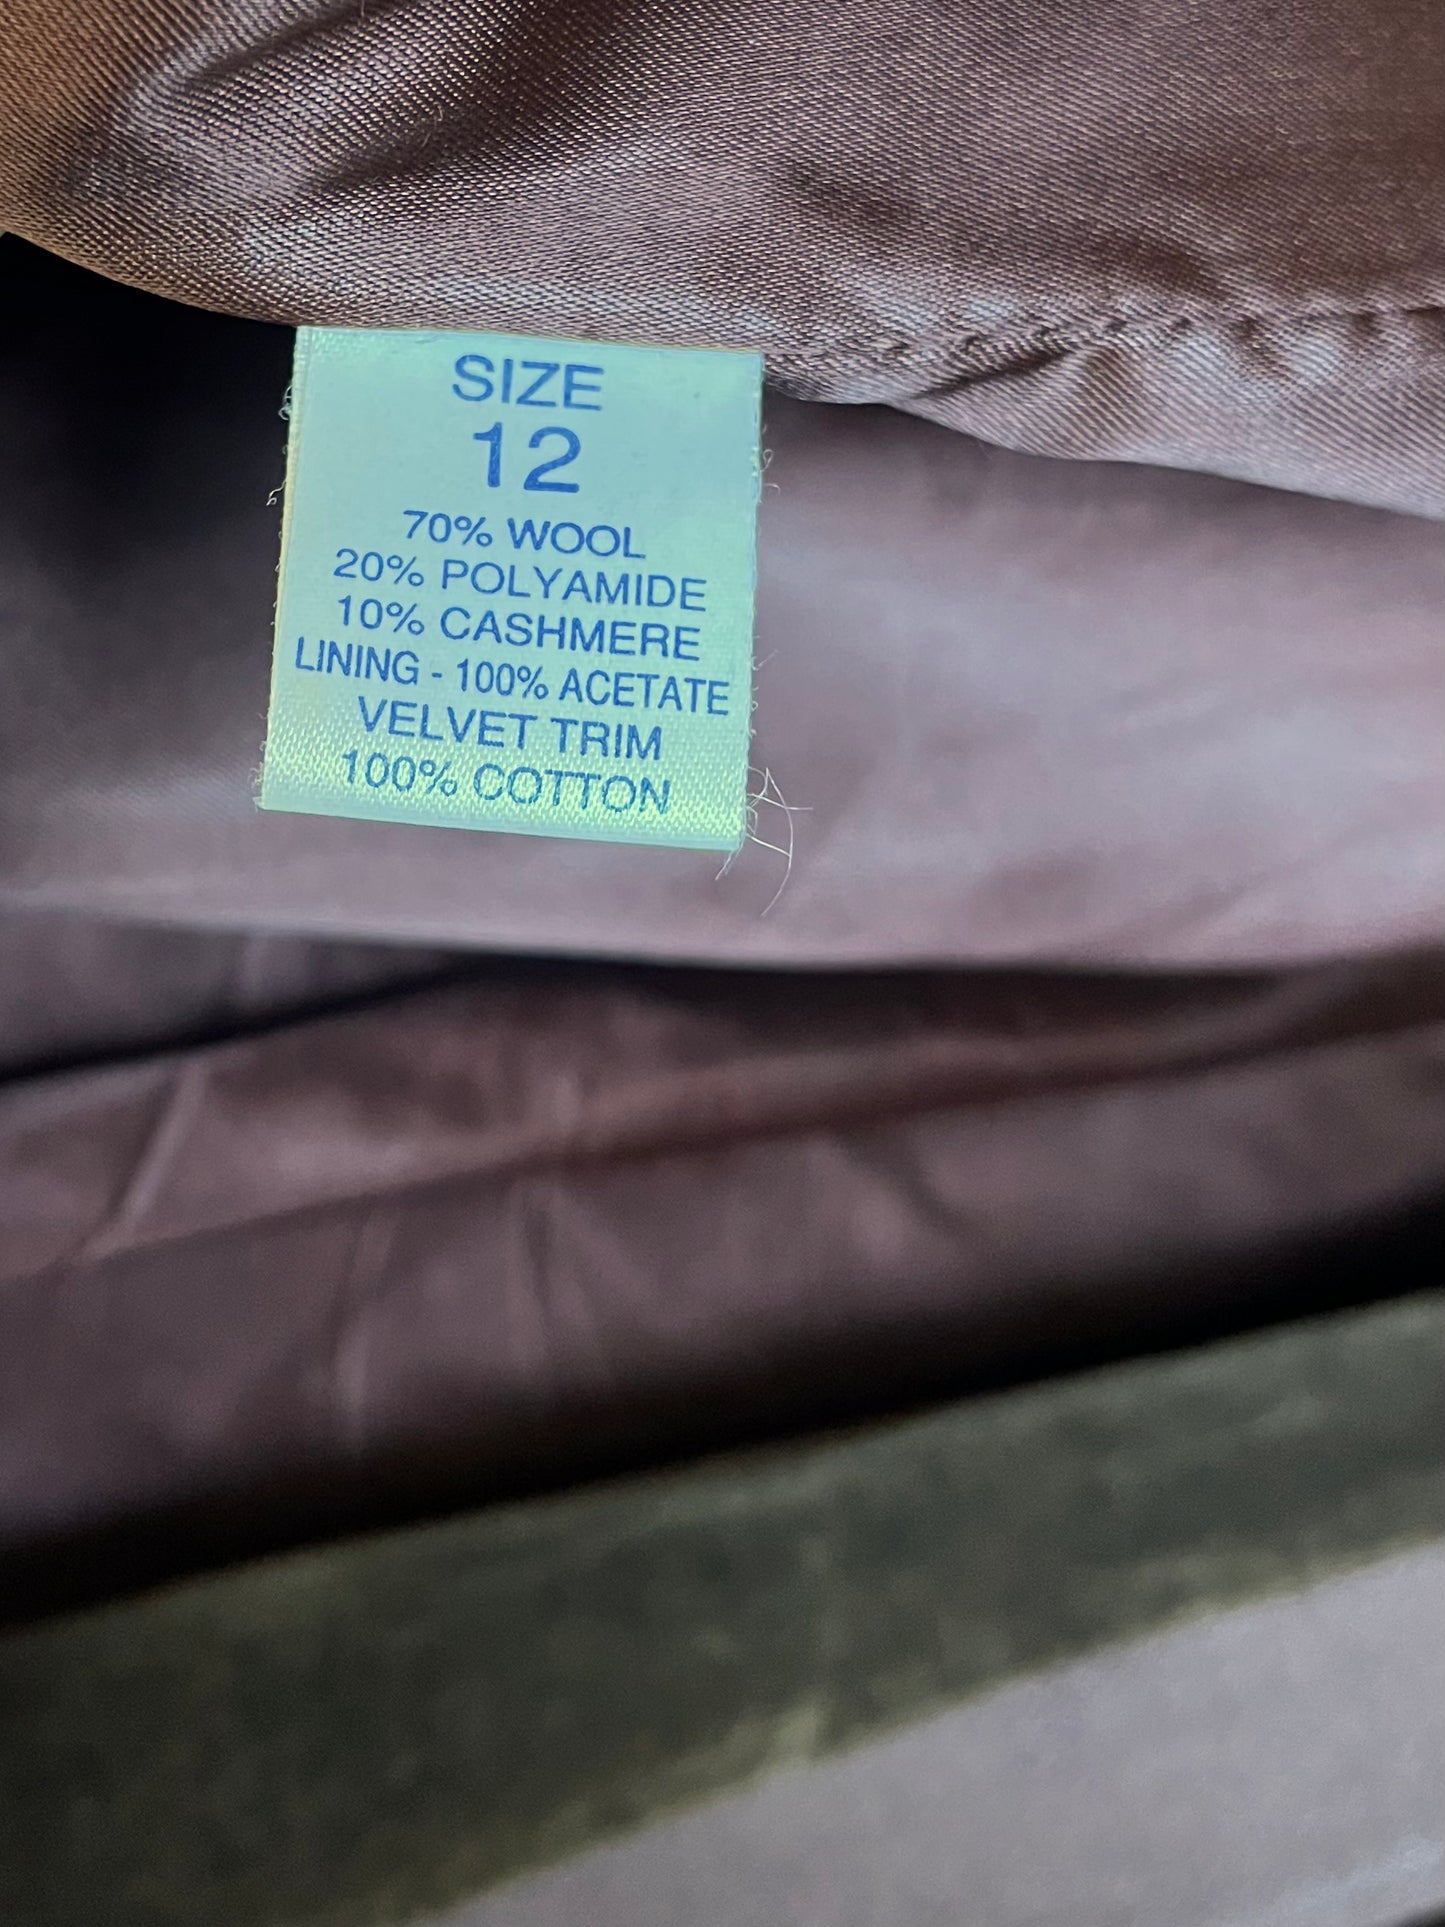 SIZE
12
70% WOOL
20% POLYAMIDE
10% CASHMERE
LINING - 100% ACETATE
VELVET TRIM
100% COTTON